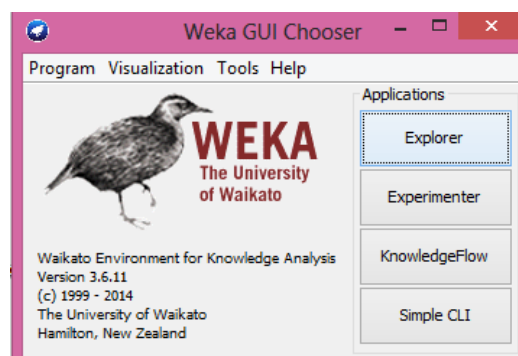 Weka GUI Chooser
Program Visualization Tools Help
WEKA
The University
of Waikato
Waikato Environment for Knowledge Analysis
Version 3.6.11
(c) 1999 - 2014
The University of Waikato
Hamilton, New Zealand
Applications
Explorer
Experimenter
KnowledgeFlow
Simple CLI